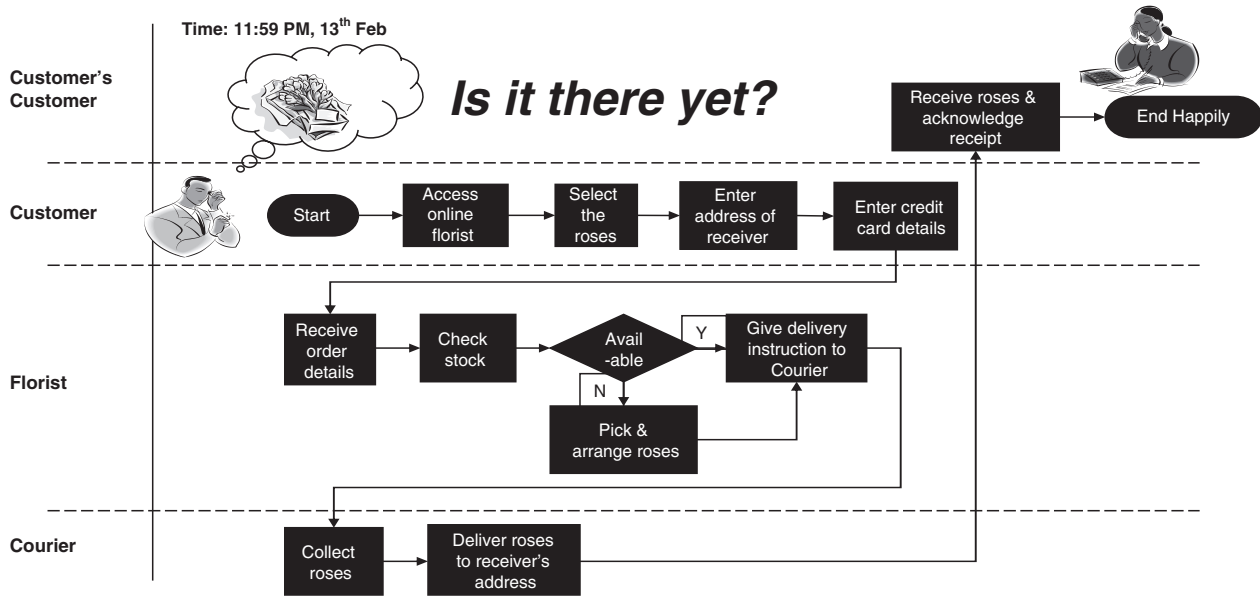 Time: 11:59 PM, 13th Feb
Customer's
Customer
Is it there yet?
Receive roses &
acknowledge
receipt
End Happily
Customer
Start
Access
online
florist
Select
the
roses
Enter
address of
receiver
Enter credit
card details
Florist
Receive
order
details
Check
stock
Avail
-able
Y
N
Give delivery
instruction to
Courier
Pick &
arrange roses
Courier
Collect
roses
Deliver roses
to receiver's
address